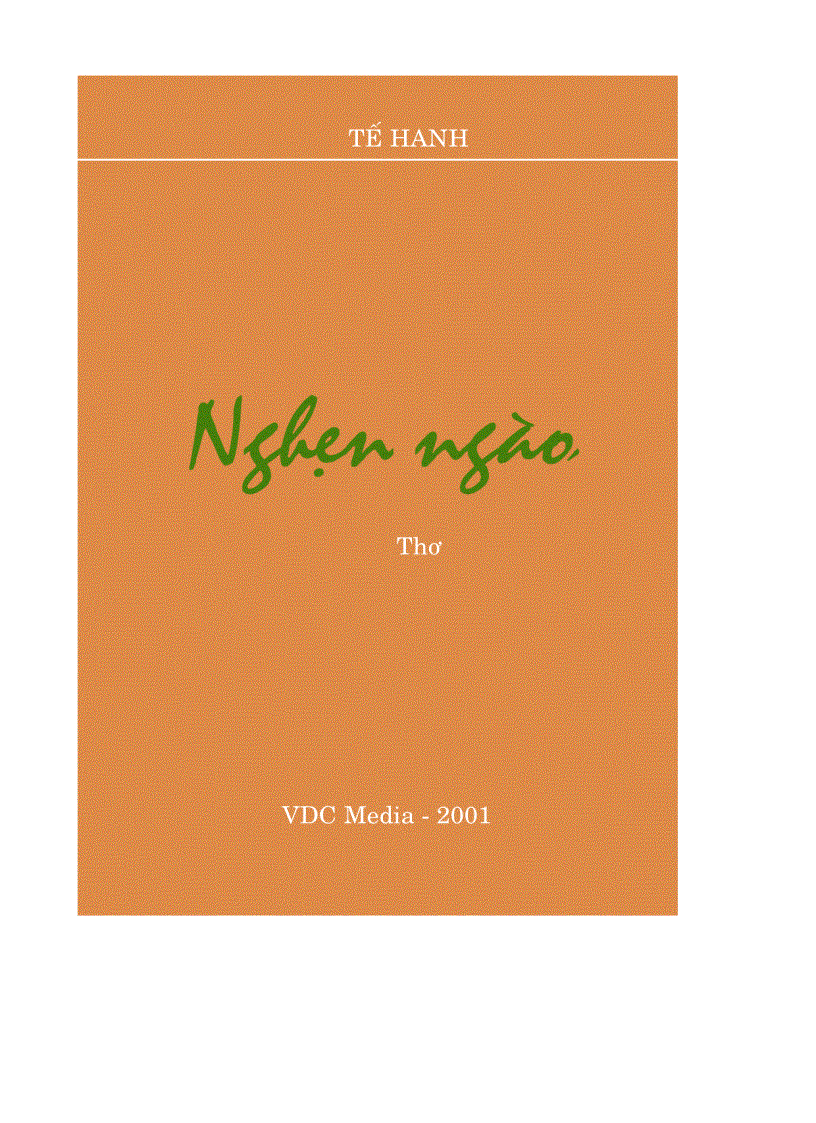 TẾ HANH
Nghẹn ngào
Thơ
VDC Media - 2001